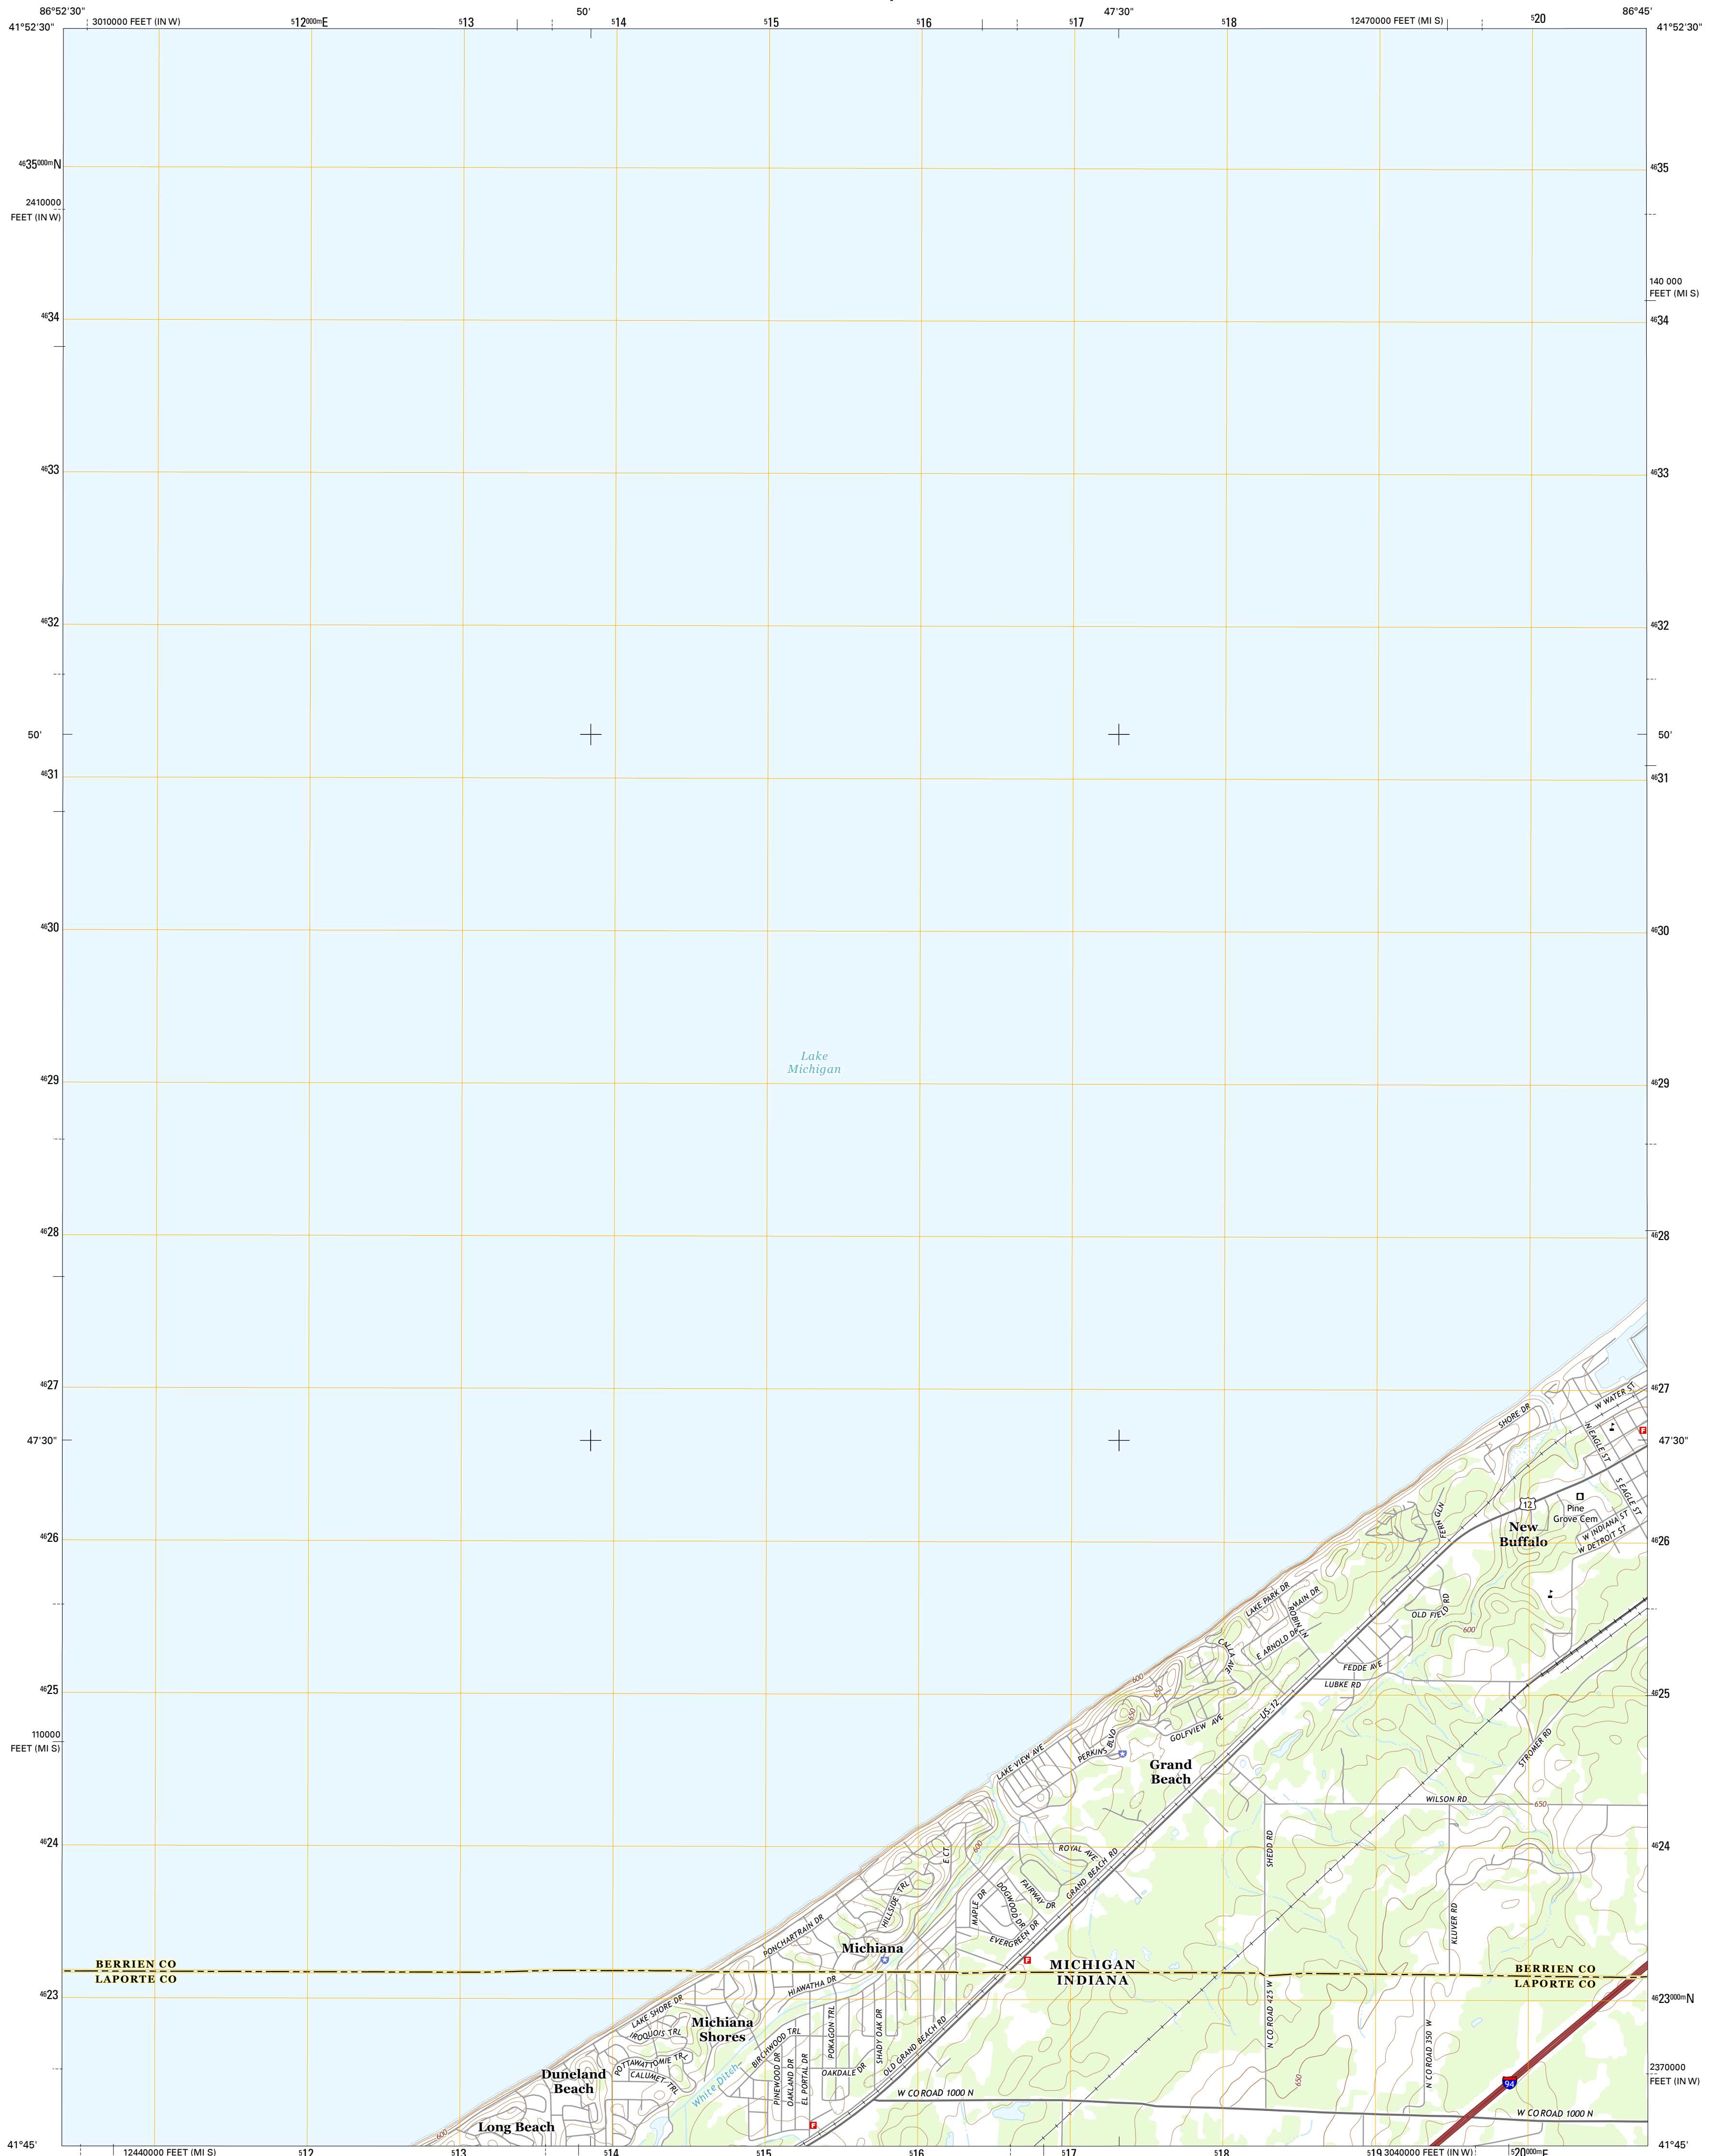 86°52'30"
3010000 FEET (IN W)
512000mE
513
50'
514
515
516
517
47'30"
518
12470000 FEET (MI S)
520
86°45'
41°52'30"
41°52'30"
4635000mN
4635
2410000
FEET (IN W)
140 000
FEET (MI S)
4634
4634
4633
4633
4632
4632
50'
50'
4631
4631
4630
4630
Lake
Michigan
4629
4629
4628
4628
4627
4627
W WATER ST
SHORE DR
N EAGLE ST
47'30"
47'30"
F
S EAGLE ST
FERN GLN
12
Pine
Grove Cem
W INDIANA ST
W DETROIT ST
New
Buffalo
4626
4626
LAKE PARK DR
MAIN DR
ROBIN LN
OLD FIELD RD
600
E ARNOLD DR
CALLA AVE
FEDDE AVE
LUBKE RD
600
650
650
4625
4625
US-12
GOLFVIEW AVE
110000
FEET (MI S)
PERKINS BLVD
STROMER RD
LAKE VIEW AVE
Grand
Beach
WILSON RD
650
4624
4624
600
E CT
ROYAL AVE
SHEDD RD
GRAND BEACH RD
HILLSIDE TRL
MAPLE DR
DOGWOOD DR
FAIRWAY DR
EVERGREEN DR
KLUVER RD
PONCHARTRAIN DR
Michiana
F
BERRIEN CO
LAPORTE CO
MICHIGAN
INDIANA
BERRIEN CO
LAPORTE CO
HIAWATHA DR
4623
4623000mN
LAKE SHORE DR
IROQUOIS TRL
Michiana
Shores
BIRCHWOOD TRL
POKAGON TRL
SHADY OAK DR
OLD GRAND BEACH RD
N CO ROAD 425 W
N CO ROAD 350 W
POTTAWATTOMIE TRL
CALUMET TRL
PINEWOOD DR
OAKLAND DR
EL PORTAL DR
OAKDALE DR
Duneland
Beach
White Ditch
650
2370000
FEET (IN W)
94
W CO ROAD 1000 N
W CO ROAD 1000 N
Long Beach
600
F
41°45'
12440000 FEET (MI S)
512
513
514
515
516
517
518
519
3040000 FEET (IN W)
520000mE
41°45'